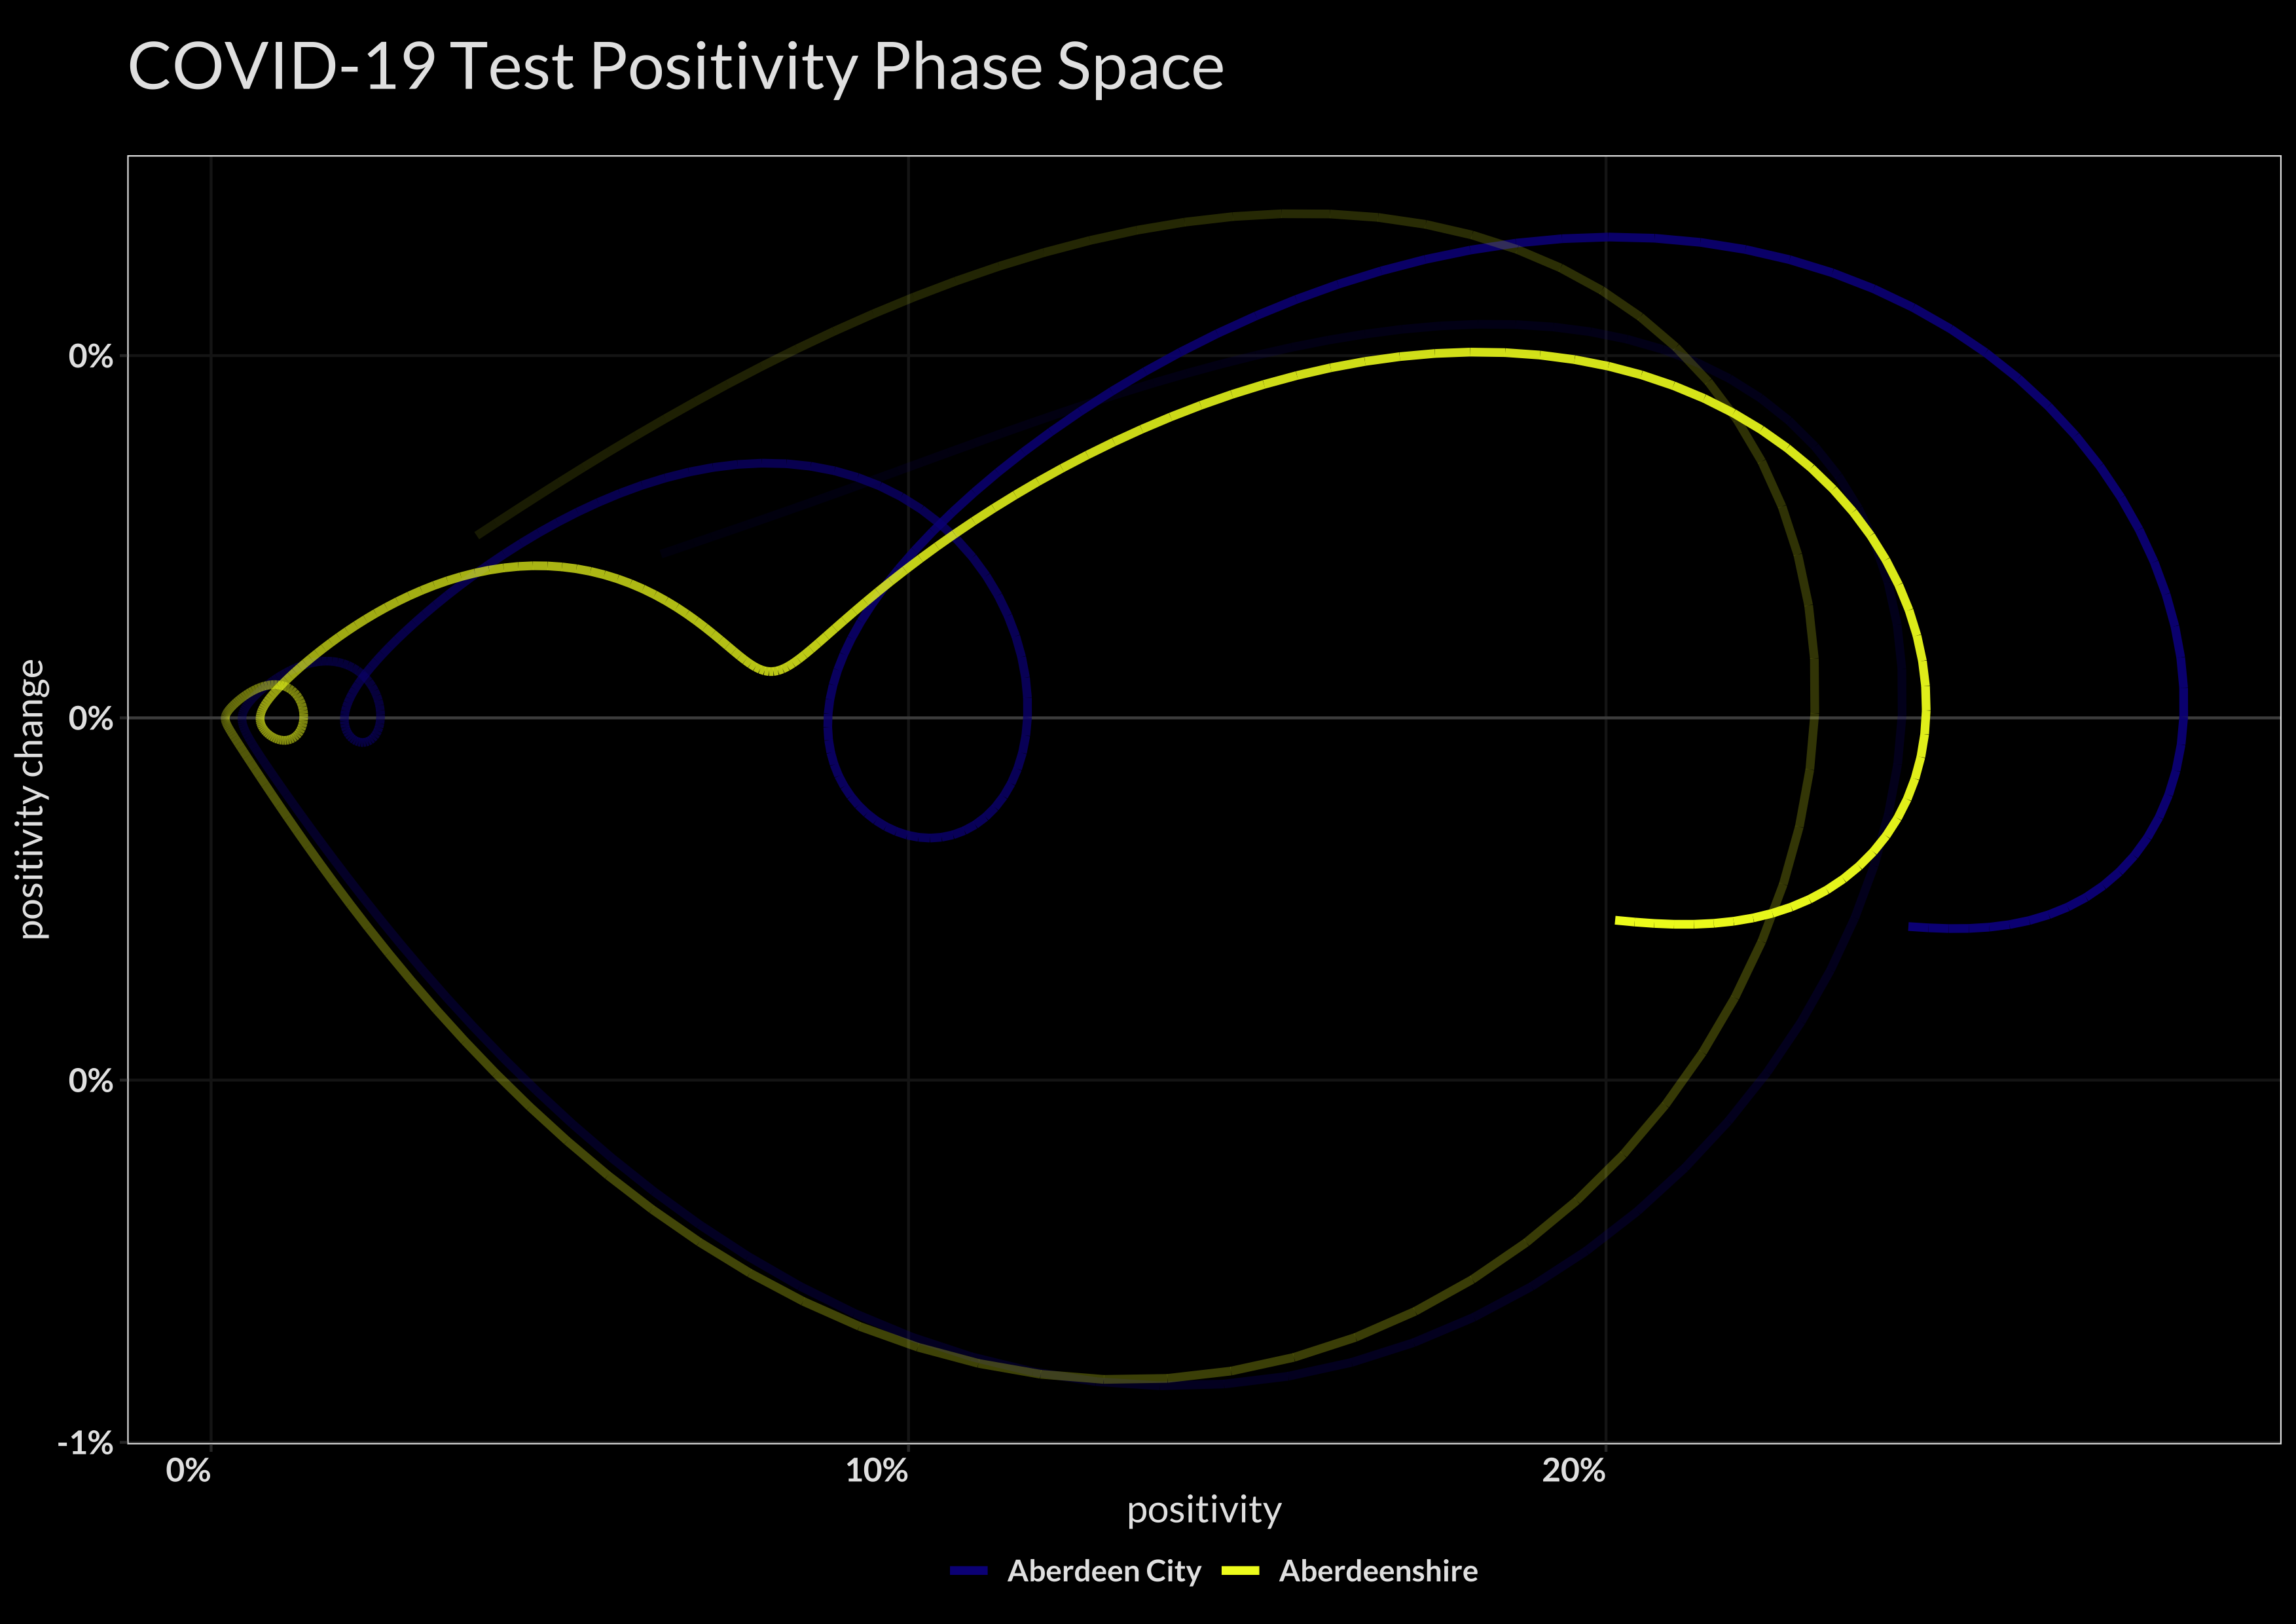 COVID-19 Test Positivity Phase Space
positivity change
0%
0%
0%
-1%
0% 10% 20%
positivity
Aberdeen City Aberdeenshire